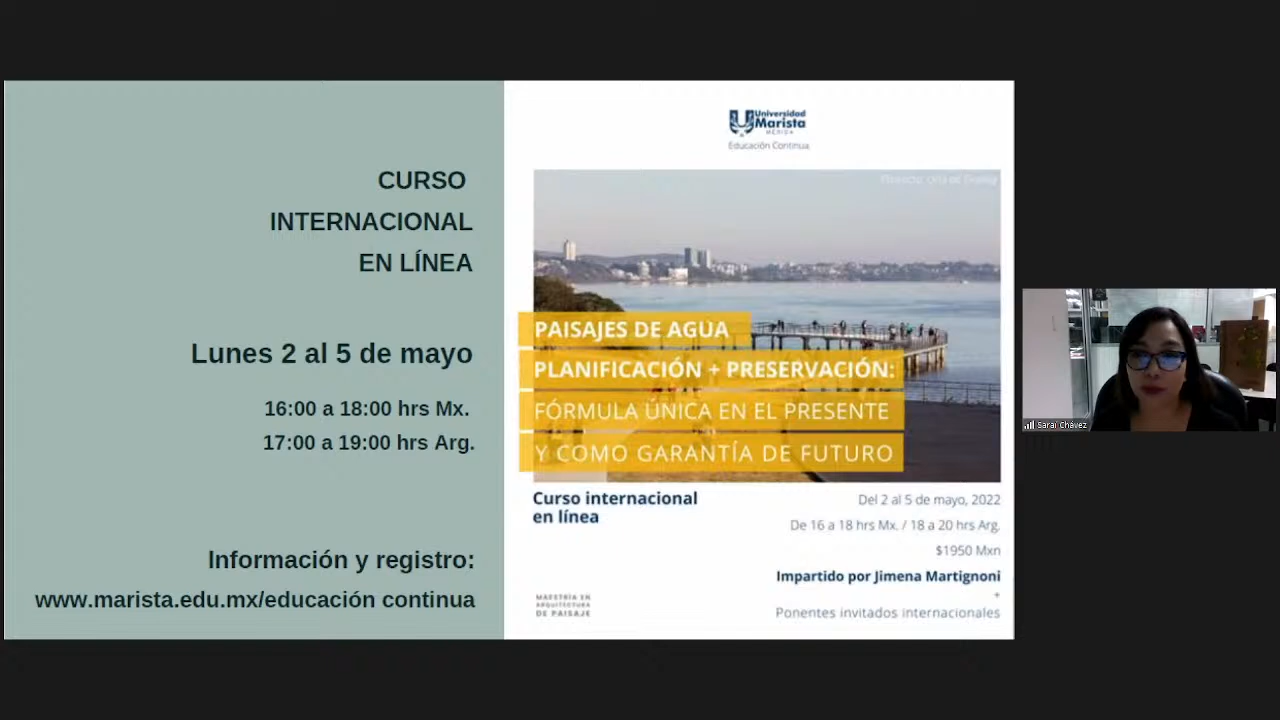 CURSO
INTERNACIONAL
EN LÍNEA
Lunes 2 al 5 de mayo
16:00 a 18:00 hrs Mx.
17:00 a 19:00 hrs Arg.
Información y registro:
www.marista.edu.mx/educación continua
Universidad
Marista
MÉRIDA
Educación Continua
PAISAJES DE AGUA
PLANIFICACIÓN + PRESERVACIÓN:
FÓRMULA ÚNICA EN EL PRESENTE
Y COMO GARANTÍA DE FUTURO
Curso internacional
en línea
Del 2 al 5 de mayo, 2022
De 16 a 18 hrs Mx. / 18 a 20 hrs Arg.
$1950 Mxn
Impartido por Jimena Martignoni
+
Ponentes invitados internacionales
MAESTRÍA EN
ARQUITECTURA
DE PAISAJE
Sarai Chávez